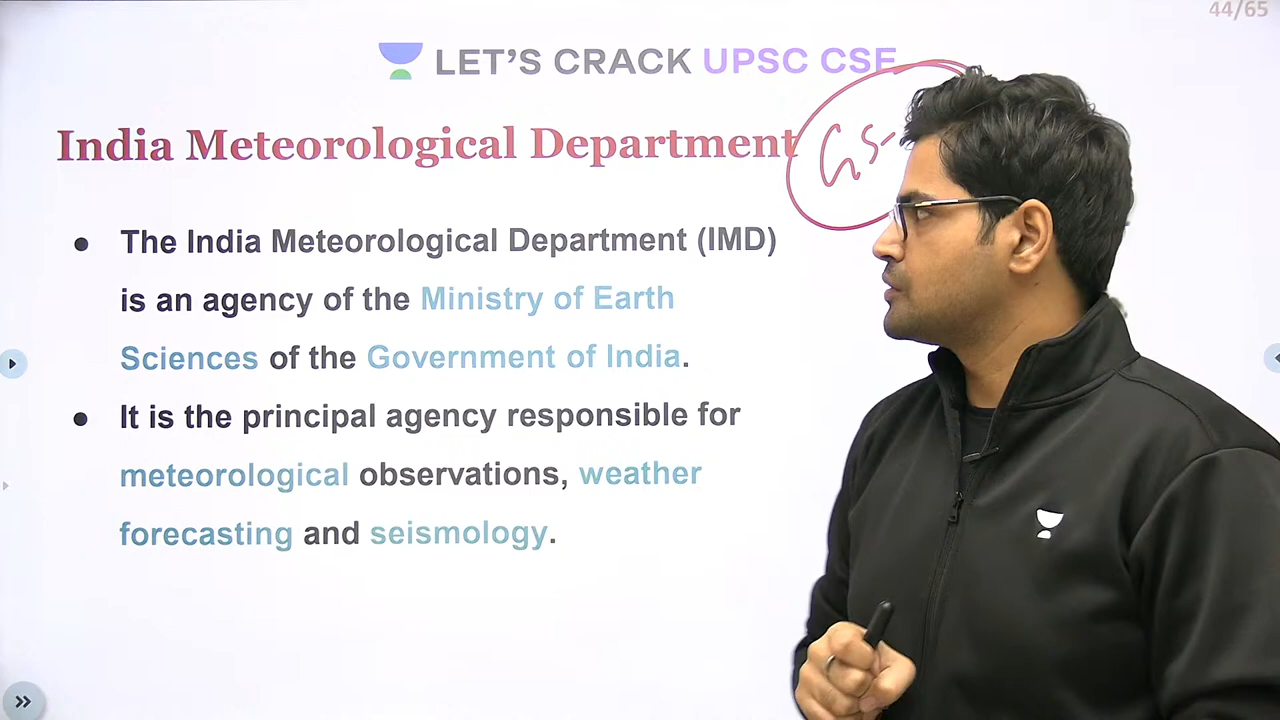 44/65
LET'S CRACK UPSC CSE
India Meteorological Department
GS-
● The India Meteorological Department (IMD)
is an agency of the Ministry of Earth
Sciences of the Government of India.
● It is the principal agency responsible for
meteorological observations, weather
forecasting and seismology.